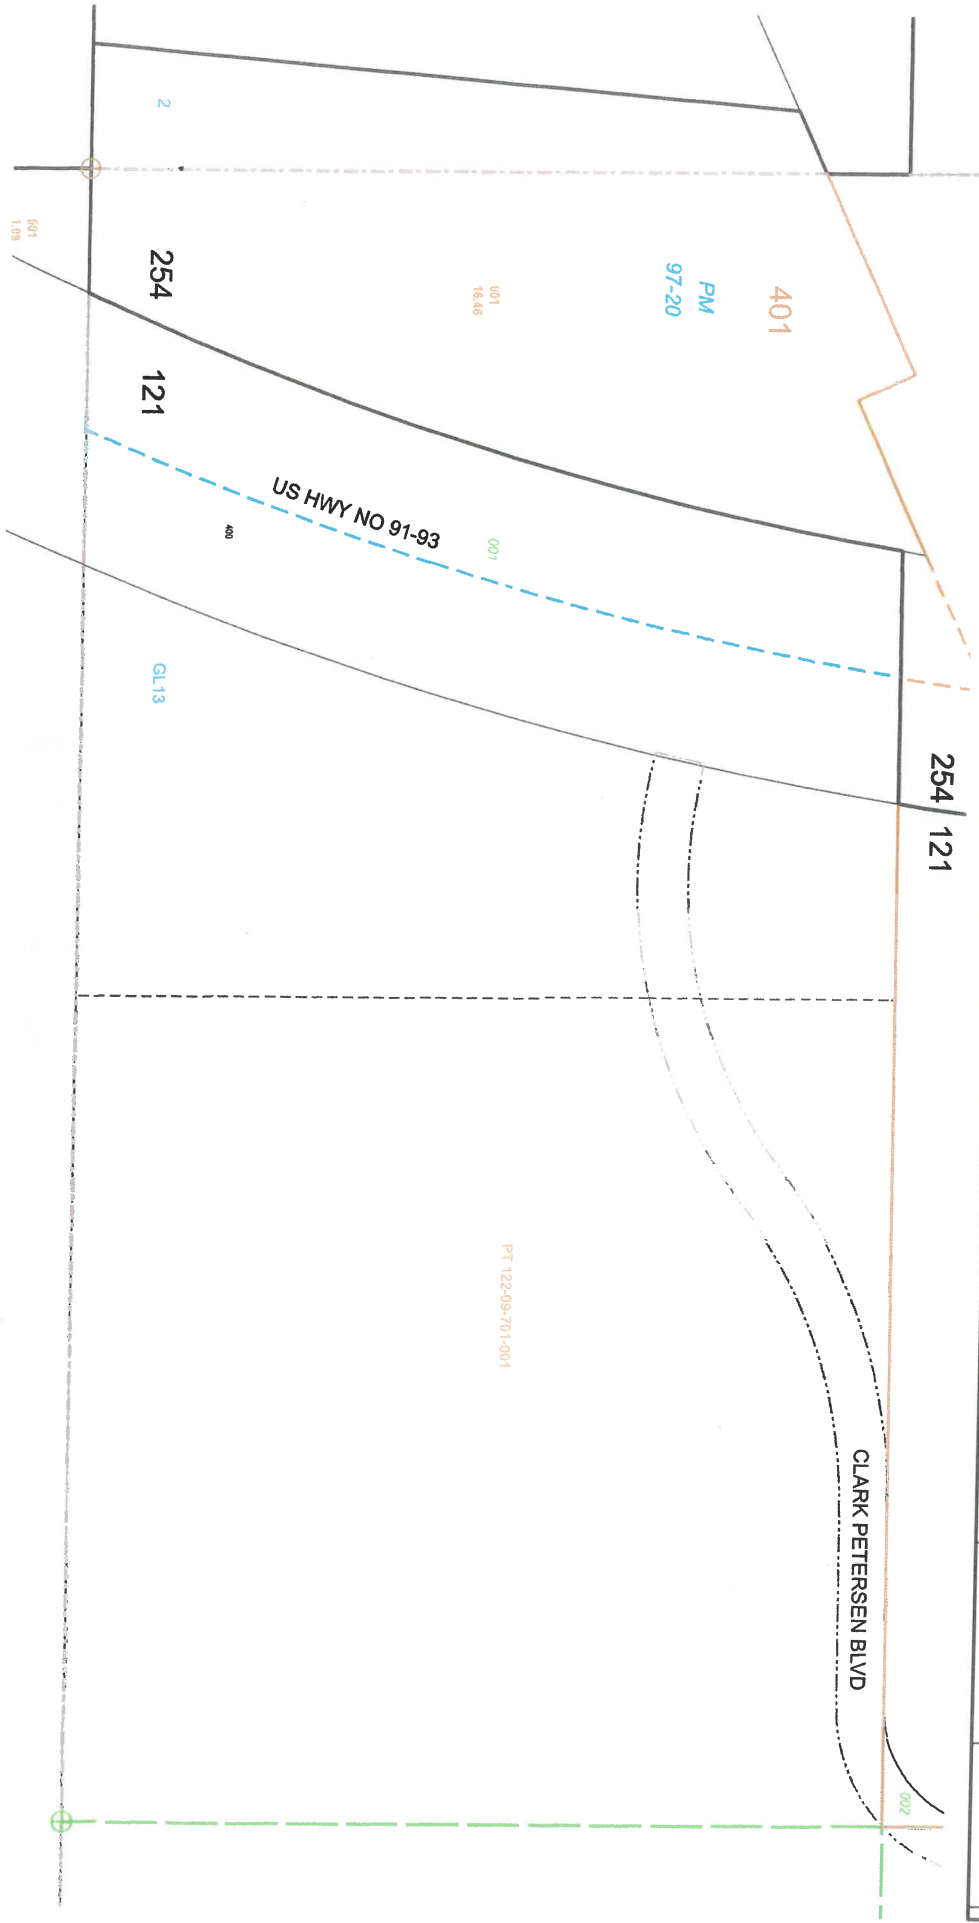 2
001
1.09
254
121
001
16.46
PM
97-20
401
US HWY NO 91-93
400
001
GL13
254
121
PT 122-09-701-001
CLARK PETERSEN BLVD
002